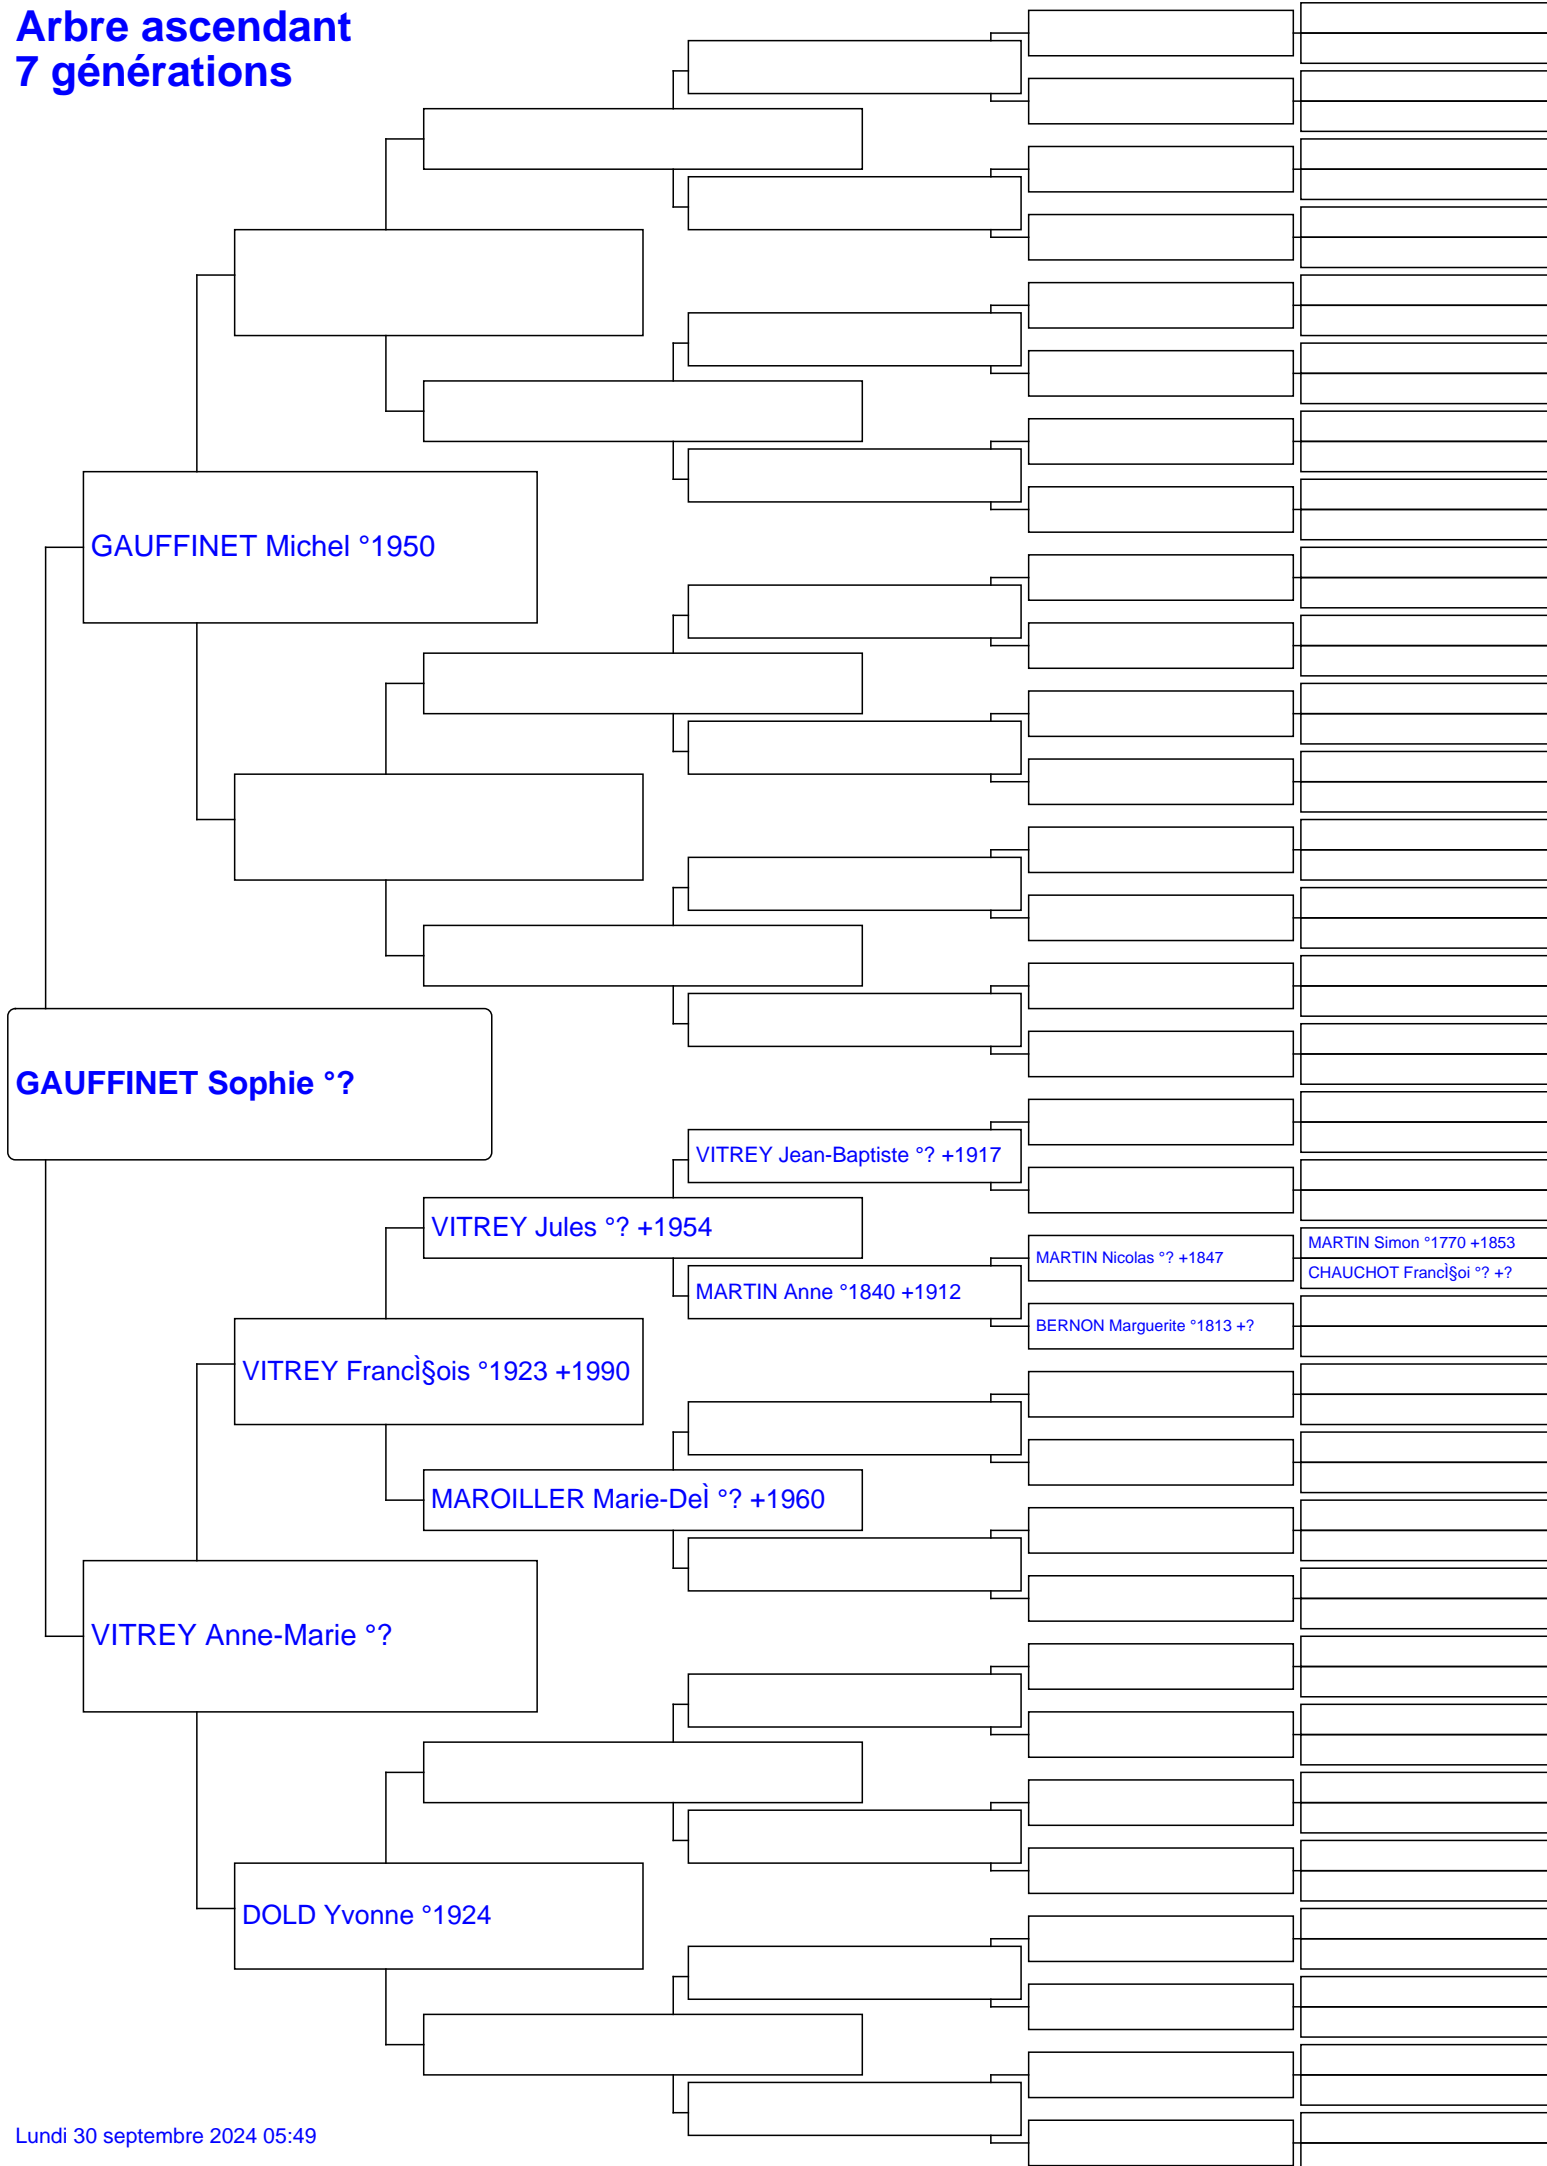 Arbre ascendant
7 générations
GAUFFINET Michel °1950
GAUFFINET Sophie °?
VITREY Jean-Baptiste °? +1917
VITREY Jules °? +1954
MARTIN Nicolas °? +1847
MARTIN Simon °1770 +1853
CHAUCHOT Franc̀§oi °? +?
MARTIN Anne °1840 +1912
BERNON Marguerite °1813 +?
VITREY FrancÌ§ois °1923 +1990
MAROILLER Marie-DeÌ °? +1960
VITREY Anne-Marie °?
DOLD Yvonne °1924
Lundi 30 septembre 2024 05:49